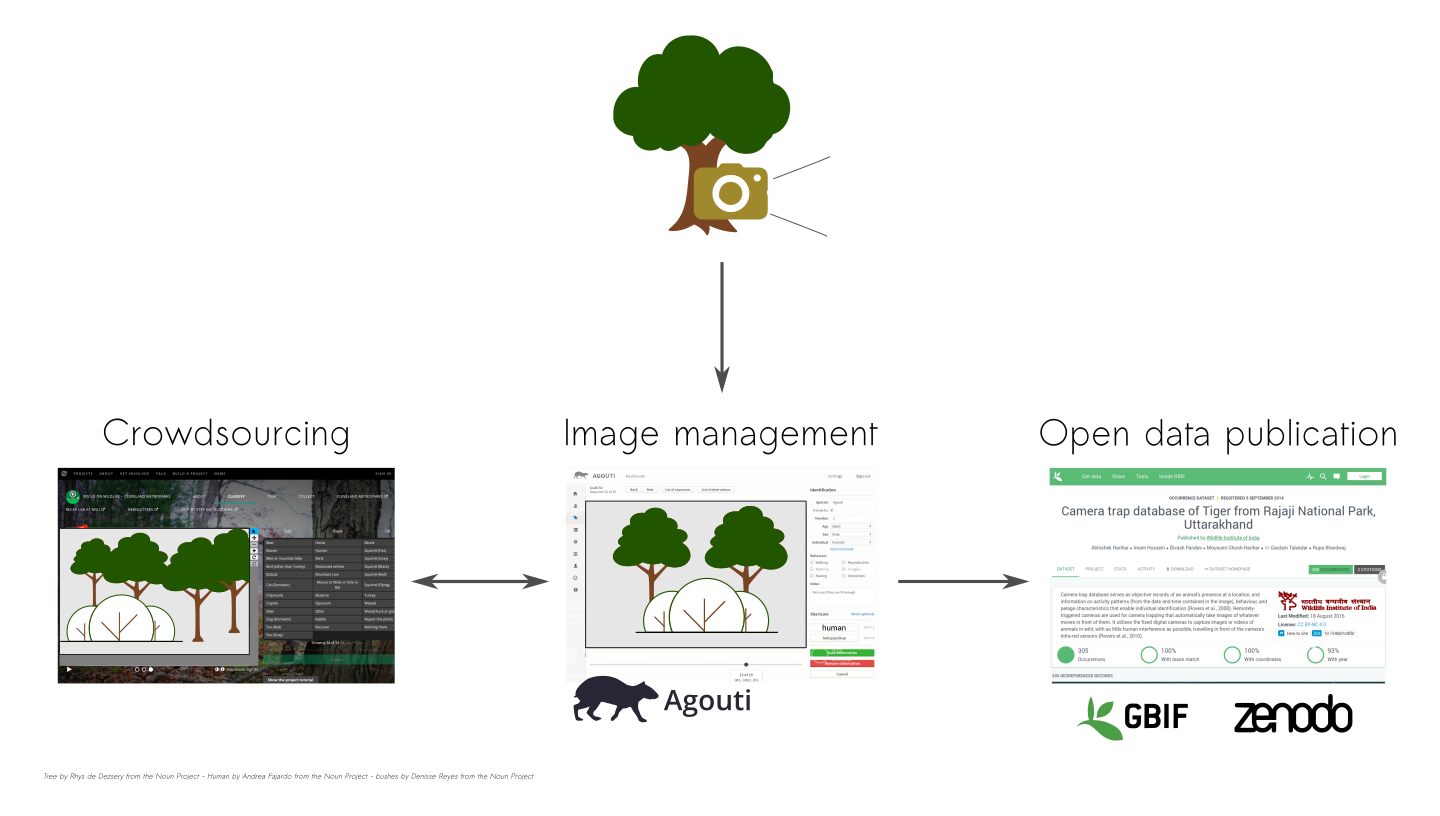 Crowdsourcing
PROJECTS ABOUT GET INVOLVED TALK BUILD A PROJECT NEWS SIGN IN
FOCUS ON WILDLIFE - CLEVELAND METROPARKS ABOUT CLASSIFY TALK COLLECT CLEVELAND METROPARKS
RECAP LAB AT MSU NEWSLETTERS STEP BY STEP INSTRUCTIONS
Bear Horse Skunk
Beaver Human Squirrel (Fox)
Bike or mountain bike Mink Squirrel (Gray)
Bird (other than Turkey) Motorized vehicle Squirrel (Black)
Bobcat Mountain Lion Squirrel (Red)
Cat (Domestic) Mouse or Mole or Vole or Rat Squirrel (Flying)
Chipmunk Muskrat Turkey
Coyote Opossum Weasel
Deer Other
Dog (Domestic) Rabbit Report this photo
Fox (Red) Raccoon Nothing there
Fox (Gray)
Show the project tutorial
Image management
AGOUTI Dashboard Settings Sign out
Back Next List of sequences List of observations
Identification
Species Agouti
Number
Age Adult
Sex Male
Individual Rudolph
Behaviour
Walking Reproduction
Resting Interaction
Notes
Shortcuts Show optional
human
Setup/pickup
Save observation
Remove observation
Cancel
Agouti
Open data publication
Get data Share Tools Inside GBIF Login
OCCURRENCE DATASET | REGISTERED 5 SEPTEMBER 2014
Camera trap database of Tiger from Rajaji National Park,
Uttarakhand
Published by Wildlife Institute of India
Abhishek Harihar • Imam Hussein • Bivash Pandav • Mousumi Ghosh-Harihar • Gautam Talukdar • Rupa Bhardwaj
DATASET PROJECT STATS ACTIVITY DOWNLOAD DATASET HOMEPAGE 305 OCCURRENCES 3 CITATIONS
Camera trap database serves as objective records of an animal's presence at a location, and
information on activity patterns (from the date and time contained in the image), behaviour, and
pelage characteristics that enable individual identification (Rovero et al., 2008). Remotely-
triggered cameras are used for camera trapping that automatically take images of whatever
moves in front of them. It utilizes the fixed digital cameras to capture images or videos of
animals in wild, with as little human interference as possible, travelling in front of the camera's
infra-red sensors (Rovero et al., 2010).
भारतीय वन्यजीव संस्थान
Wildlife Institute of India
Last Modified: 18 August 2016
License: CC BY-NC 4.0
How to cite
305 100% 100% 93%
Occurrences With taxon match With coordinates With year
305 GEOREFERENCED RECORDS
GBIF zenodo
Tree by Rhys de Dezsery from the Noun Project - Human by Andrea Fajardo from the Noun Project - bushes by Denisse Reyes from the Noun Project